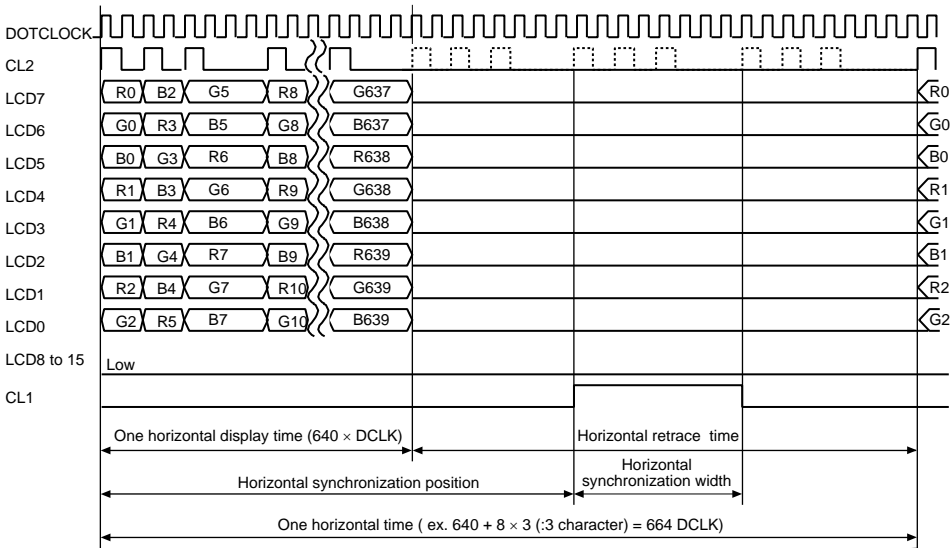 DOTCLOCK
CL2
LCD7 R0 B2 G5 R8 G637 R0
LCD6 G0 R3 B5 G8 B637 G0
LCD5 B0 G3 R6 B8 R638 B0
LCD4 R1 B3 G6 R9 G638 R1
LCD3 G1 R4 B6 G9 B638 G1
LCD2 B1 G4 R7 B9 R639 B1
LCD1 R2 B4 G7 R10 G639 R2
LCD0 G2 R5 B7 G10 B639 G2
LCD8 to 15 Low
CL1
One horizontal display time (640 × DCLK) Horizontal retrace time
Horizontal synchronization position
Horizontal
synchronization width
One horizontal time ( ex. 640 + 8 × 3 (:3 character) = 664 DCLK)